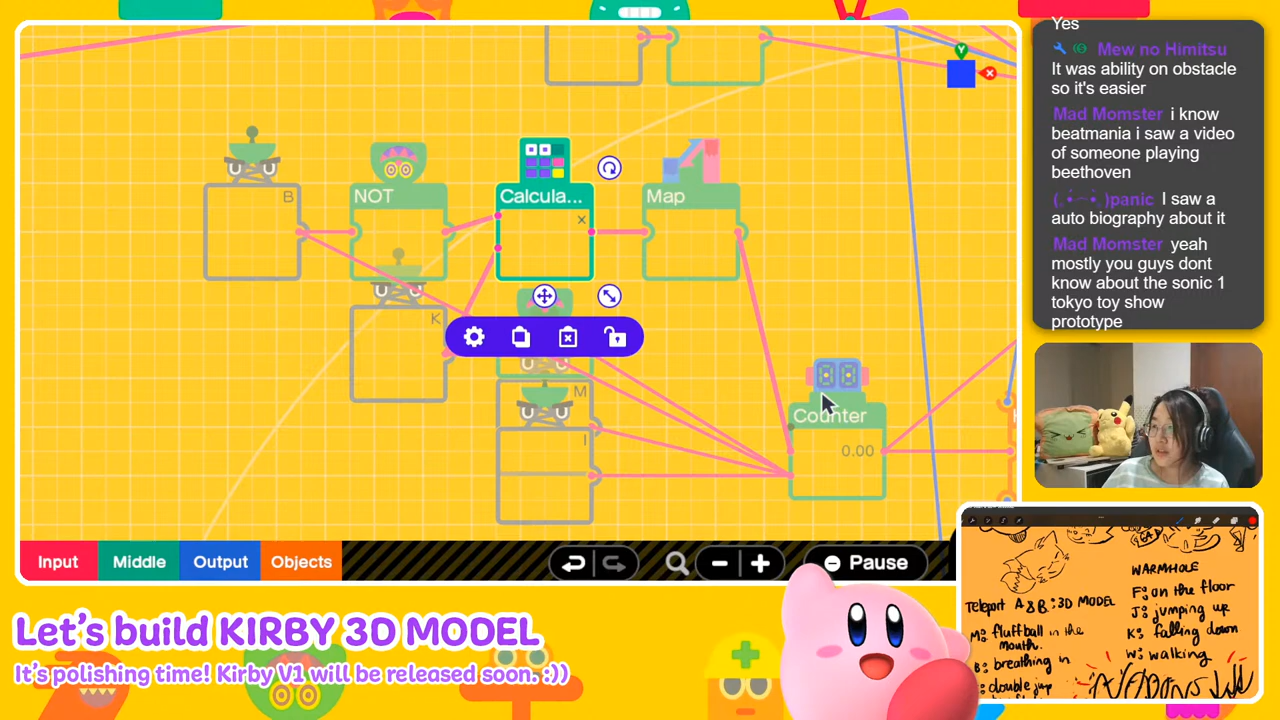 Yes
Mew no Himitsu
It was ability on obstacle
so it's easier
Mad Momster i know
beatmania i saw a video
of someone playing
beethoven
panic I saw a
auto biography about it
Mad Momster yeah
mostly you guys dont
know about the sonic 1
tokyo toy show
prototype
B
NOT
Calcula...
x
Map
K
M
I
Counter
0.00
Y
X
Input
Middle
Output
Objects
Pause
WARMHOLE
F: on the floor
J: jumping up
K: falling down
W: walking
Teleport A&B: 3D MODEL
M: fluffball in the
mouth.
B: breathing in
: double jump
Let's build KIRBY 3D MODEL
It's polishing time! Kirby V1 will be released soon. :))